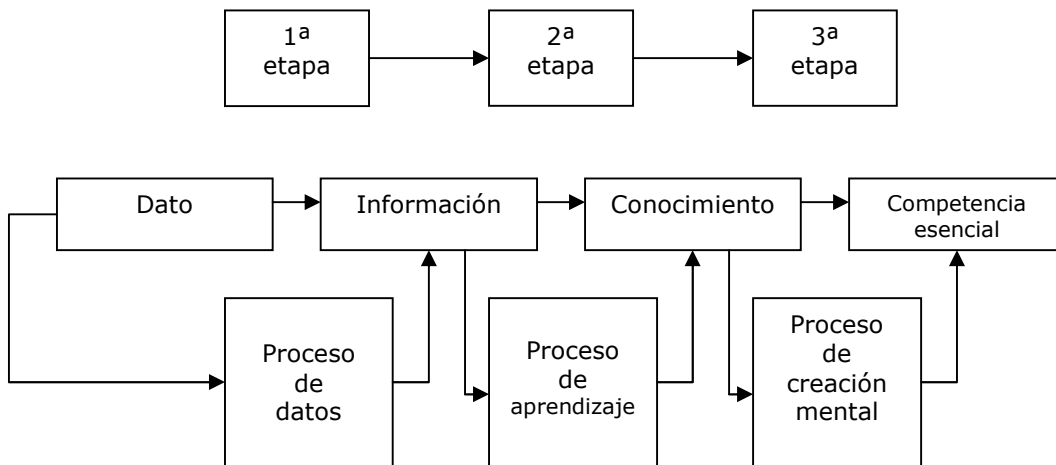 1ª
etapa
2ª
etapa
3ª
etapa
Dato
Información
Conocimiento
Competencia
esencial
Proceso
de
datos
Proceso
de
aprendizaje
Proceso
de
creación
mental